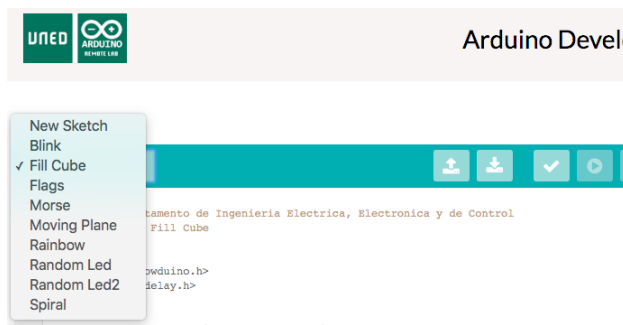 UNED
ARDUINO
REMOTE LAB
Arduino Devel
New Sketch
Blink
✓ Fill Cube
Flags
Morse
Moving Plane
Rainbow
Random Led
Random Led2
Spiral
tamento de Ingenieria Electrica, Electronica y de Control
Fill Cube
owduino.h>
delay.h>